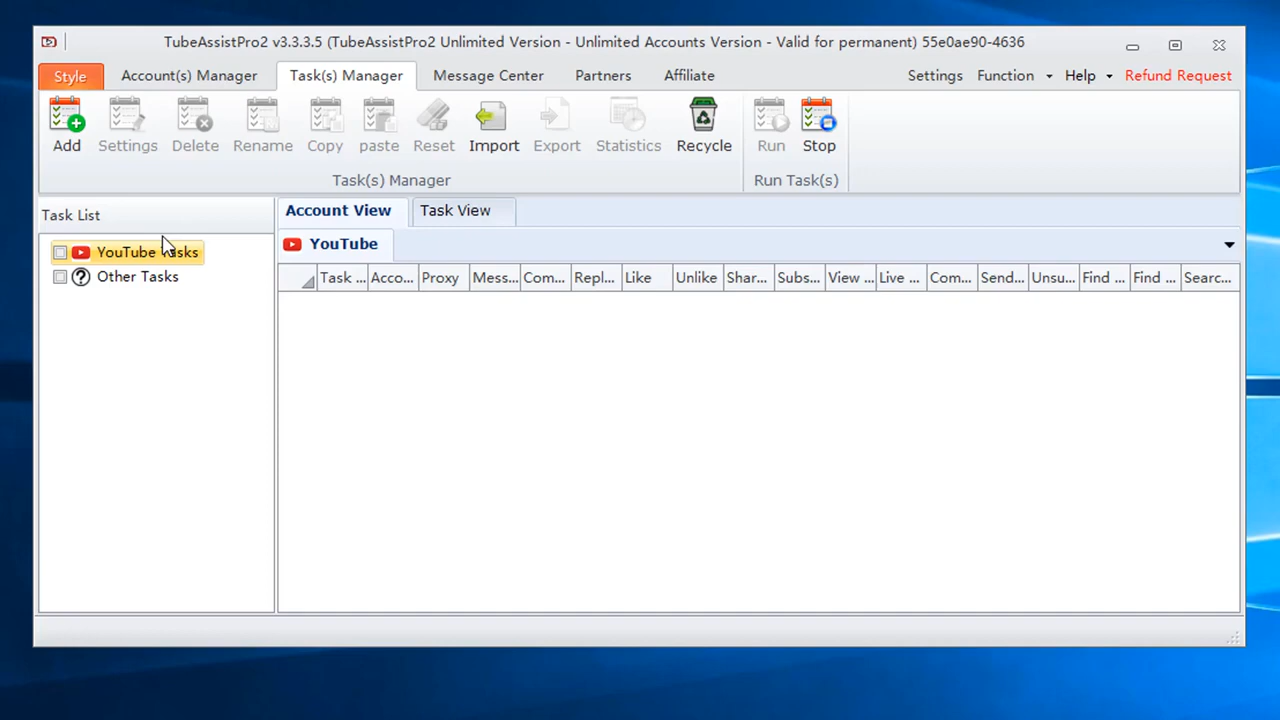 TubeAssistPro2 v3.3.3.5 (TubeAssistPro2 Unlimited Version - Unlimited Accounts Version - Valid for permanent) 55e0ae90-4636
Style Account(s) Manager Task(s) Manager Message Center Partners Affiliate Settings Function Help Refund Request
Add Settings Delete Rename Copy paste Reset Import Export Statistics Recycle Run Stop
Task(s) Manager Run Task(s)
Task List Account View Task View
YouTube
YouTube Tasks
Other Tasks
Task ... Acco... Proxy Mess... Com... Repl... Like Unlike Shar... Subs... View ... Live ... Com... Send... Unsu... Find ... Find ... Searc...